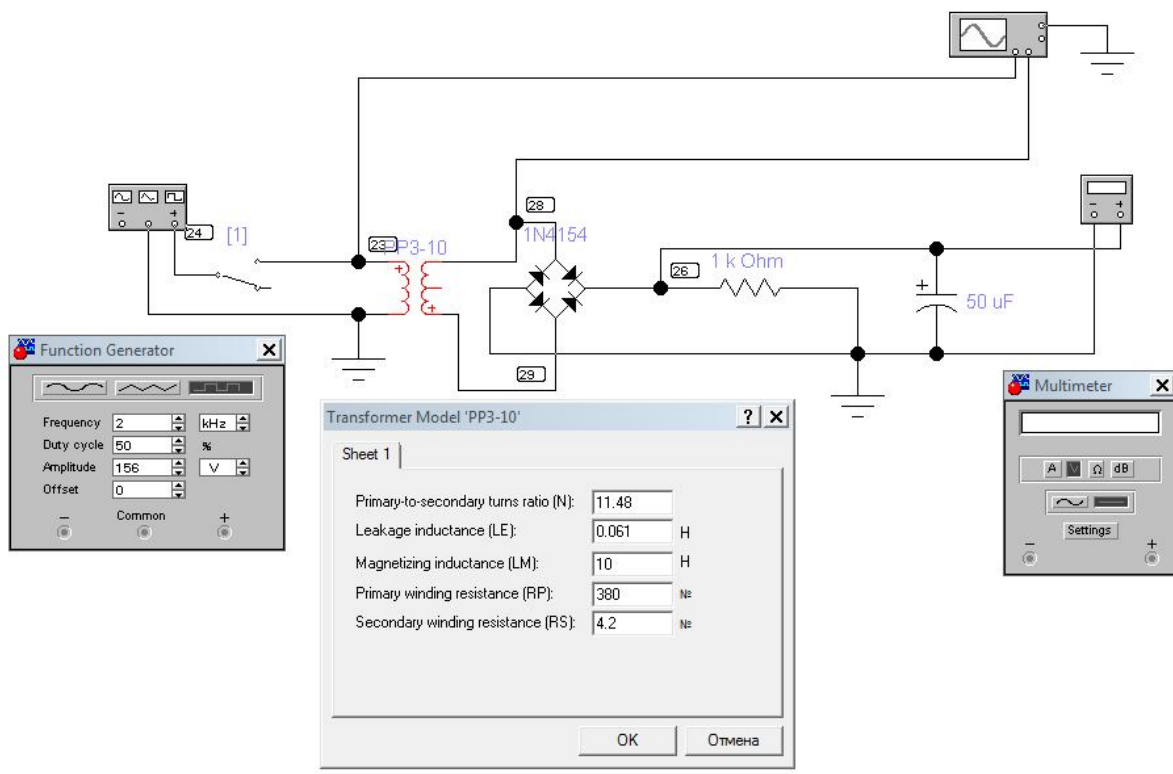 24
[1]
23
PP3-10
28
1N4154
26
1 k Ohm
50 uF
29
- +
- +
Function Generator
Frequency 2 kHz
Duty cycle 50 %
Amplitude 156 V
Offset 0
- Common +
Transformer Model 'PP3-10'
Sheet 1
Primary-to-secondary turns ratio (N): 11.48
Leakage inductance (LE): 0.061 H
Magnetizing inductance (LM): 10 H
Primary winding resistance (RP): 380 №
Secondary winding resistance (RS): 4.2 №
OK Отмена
Multimeter
A V Ω dB
Settings
- +